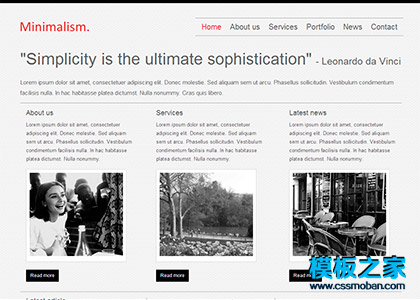 Minimalism.
Home About us Services Portfolio News Contact
"Simplicity is the ultimate sophistication" - Leonardo da Vinci
Lorem ipsum dolor sit amet, consectetuer adipiscing elit. Donec molestie. Sed aliquam sem ut arcu. Phasellus sollicitudin. Vestibulum condimentum
facilisis nulla. In hac habitasse platea dictumst. Nulla nonummy. Cras quis libero.
About us
Lorem ipsum dolor sit amet, consectetuer
adipiscing elit. Donec molestie. Sed aliquam
sem ut arcu. Phasellus sollicitudin. Vestibulum
condimentum facilisis nulla. In hac habitasse
platea dictumst. Nulla nonummy.
Read more
Services
Lorem ipsum dolor sit amet, consectetuer
adipiscing elit. Donec molestie. Sed aliquam
sem ut arcu. Phasellus sollicitudin. Vestibulum
condimentum facilisis nulla. In hac habitasse
platea dictumst. Nulla nonummy.
Read more
Latest news
Lorem ipsum dolor sit amet, consectetuer
adipiscing elit. Donec molestie. Sed aliquam
sem ut arcu. Phasellus sollicitudin. Vestibulum
condimentum facilisis nulla. In hac habitasse
platea dictumst. Nulla nonummy.
Read more
模板之家
www.cssmoban.com